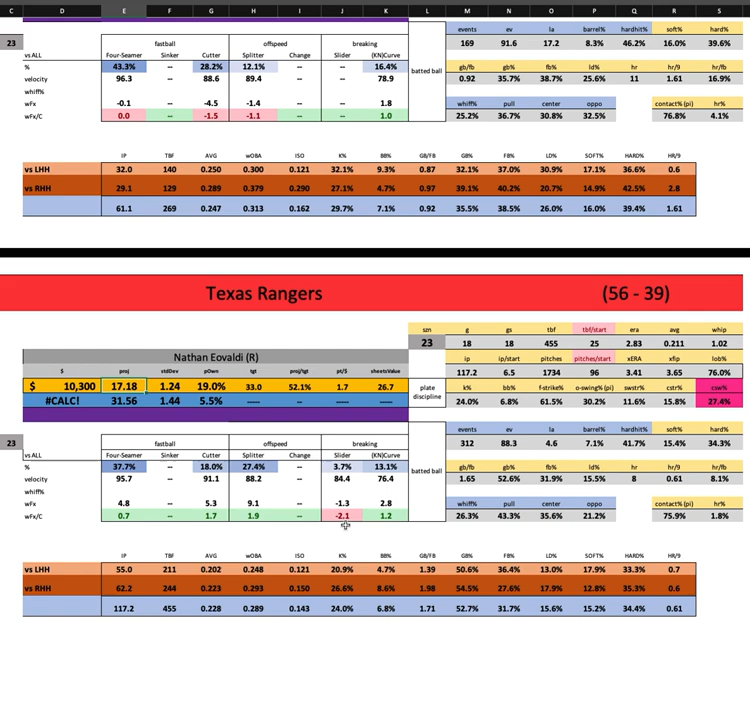 C D E F G H I J K L M N O P Q R S
events ev la barrel% hardhit% soft% hard%
23 169 91.6 17.2 8.3% 46.2% 16.0% 39.6%
fastball offspeed breaking
vs ALL Four-Seamer Sinker Cutter Splitter Change Slider (KN)Curve
gb/fb gb% fb% ld% hr hr/9 hr/fb
% 43.3% -- 28.2% 12.1% -- -- 16.4% batted ball 0.92 35.7% 38.7% 25.6% 11 1.61 16.9%
velocity 96.3 -- 88.6 89.4 -- -- 78.9
whiff%
whiff% pull center oppo contact% (pi) hr%
wFx -0.1 -- -4.5 -1.4 -- -- 1.8
wFx/C 0.0 -- -1.5 -1.1 -- -- 1.0 25.2% 36.7% 30.8% 32.5% 76.8% 4.1%
IP TBF AVG wOBA ISO K% BB% GB/FB GB% FB% LD% SOFT% HARD% HR/9
vs LHH 32.0 140 0.250 0.300 0.121 32.1% 9.3% 0.87 32.1% 37.0% 30.9% 17.1% 36.6% 0.6
vs RHH 29.1 129 0.289 0.379 0.290 27.1% 4.7% 0.97 39.1% 40.2% 20.7% 14.9% 42.5% 2.8
61.1 269 0.247 0.313 0.162 29.7% 7.1% 0.92 35.5% 38.5% 26.0% 16.0% 39.4% 1.61
Texas Rangers (56 - 39)
szn g gs tbf tbf/start era avg whip
23 18 18 455 25 2.83 0.211 1.02
Nathan Eovaldi (R)
ip ip/start pitches pitches/start xERA xfip lob%
$ proj stdDev pOwn tgt proj/tgt pt/$ sheetsValue
117.2 6.5 1734 96 3.41 3.65 76.0%
$ 10,300 17.18 1.24 19.0% 33.0 52.1% 1.7 26.7
plate discipline k% bb% f-strike% o-swing% (pi) swstr% cstr% csw%
#CALC! 31.56 1.44 5.5% ---- -- ---- ----
24.0% 6.8% 61.5% 30.2% 11.6% 15.8% 27.4%
events ev la barrel% hardhit% soft% hard%
23 312 88.3 4.6 7.1% 41.7% 15.4% 34.3%
fastball offspeed breaking
vs ALL Four-Seamer Sinker Cutter Splitter Change Slider (KN)Curve
gb/fb gb% fb% ld% hr hr/9 hr/fb
% 37.7% -- 18.0% 27.4% -- 3.7% 13.1% batted ball
velocity 95.7 -- 91.1 88.2 -- 84.4 76.4 1.65 52.6% 31.9% 15.5% 8 0.61 8.1%
whiff%
wFx 4.8 -- 5.3 9.1 -- -1.3 2.8 whiff% pull center oppo contact% (pi) hr%
wFx/C 0.7 -- 1.7 1.9 -- -2.1 1.2 26.3% 43.3% 35.6% 21.2% 75.9% 1.8%
IP TBF AVG wOBA ISO K% BB% GB/FB GB% FB% LD% SOFT% HARD% HR/9
vs LHH 55.0 211 0.202 0.248 0.121 20.9% 4.7% 1.39 50.6% 36.4% 13.0% 17.9% 33.3% 0.7
vs RHH 62.2 244 0.223 0.293 0.150 26.6% 8.6% 1.98 54.5% 27.6% 17.9% 12.8% 35.3% 0.6
117.2 455 0.228 0.289 0.143 24.0% 6.8% 1.71 52.7% 31.7% 15.6% 15.2% 34.4% 0.61